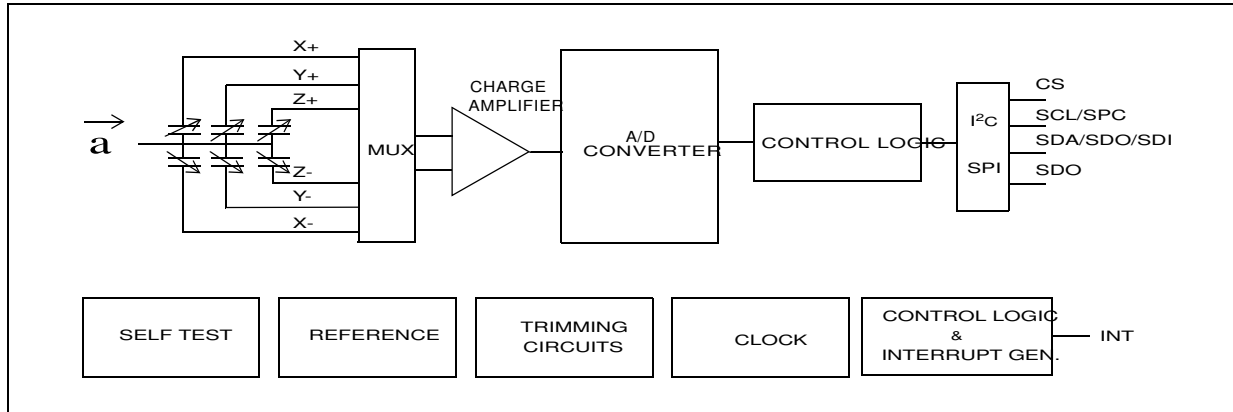 X+
Y+
Z+
a
Z-
Y-
X-
MUX
CHARGE
AMPLIFIER
A/D
CONVERTER
CONTROL LOGIC
I²C
SPI
CS
SCL/SPC
SDA/SDO/SDI
SDO
SELF TEST
REFERENCE
TRIMMING
CIRCUITS
CLOCK
CONTROL LOGIC
&
INTERRUPT GEN.
INT